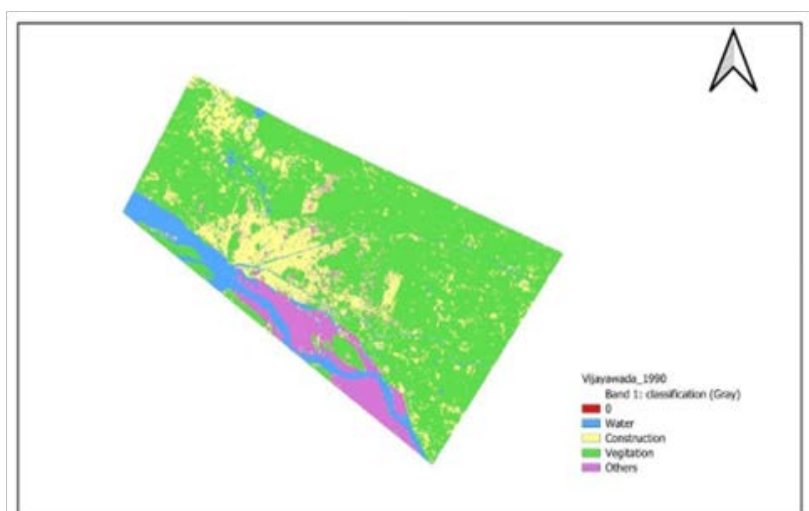 Vijayawada_1990
Band 1: classification (Gray)
0
Water
Construction
Vegitation
Others